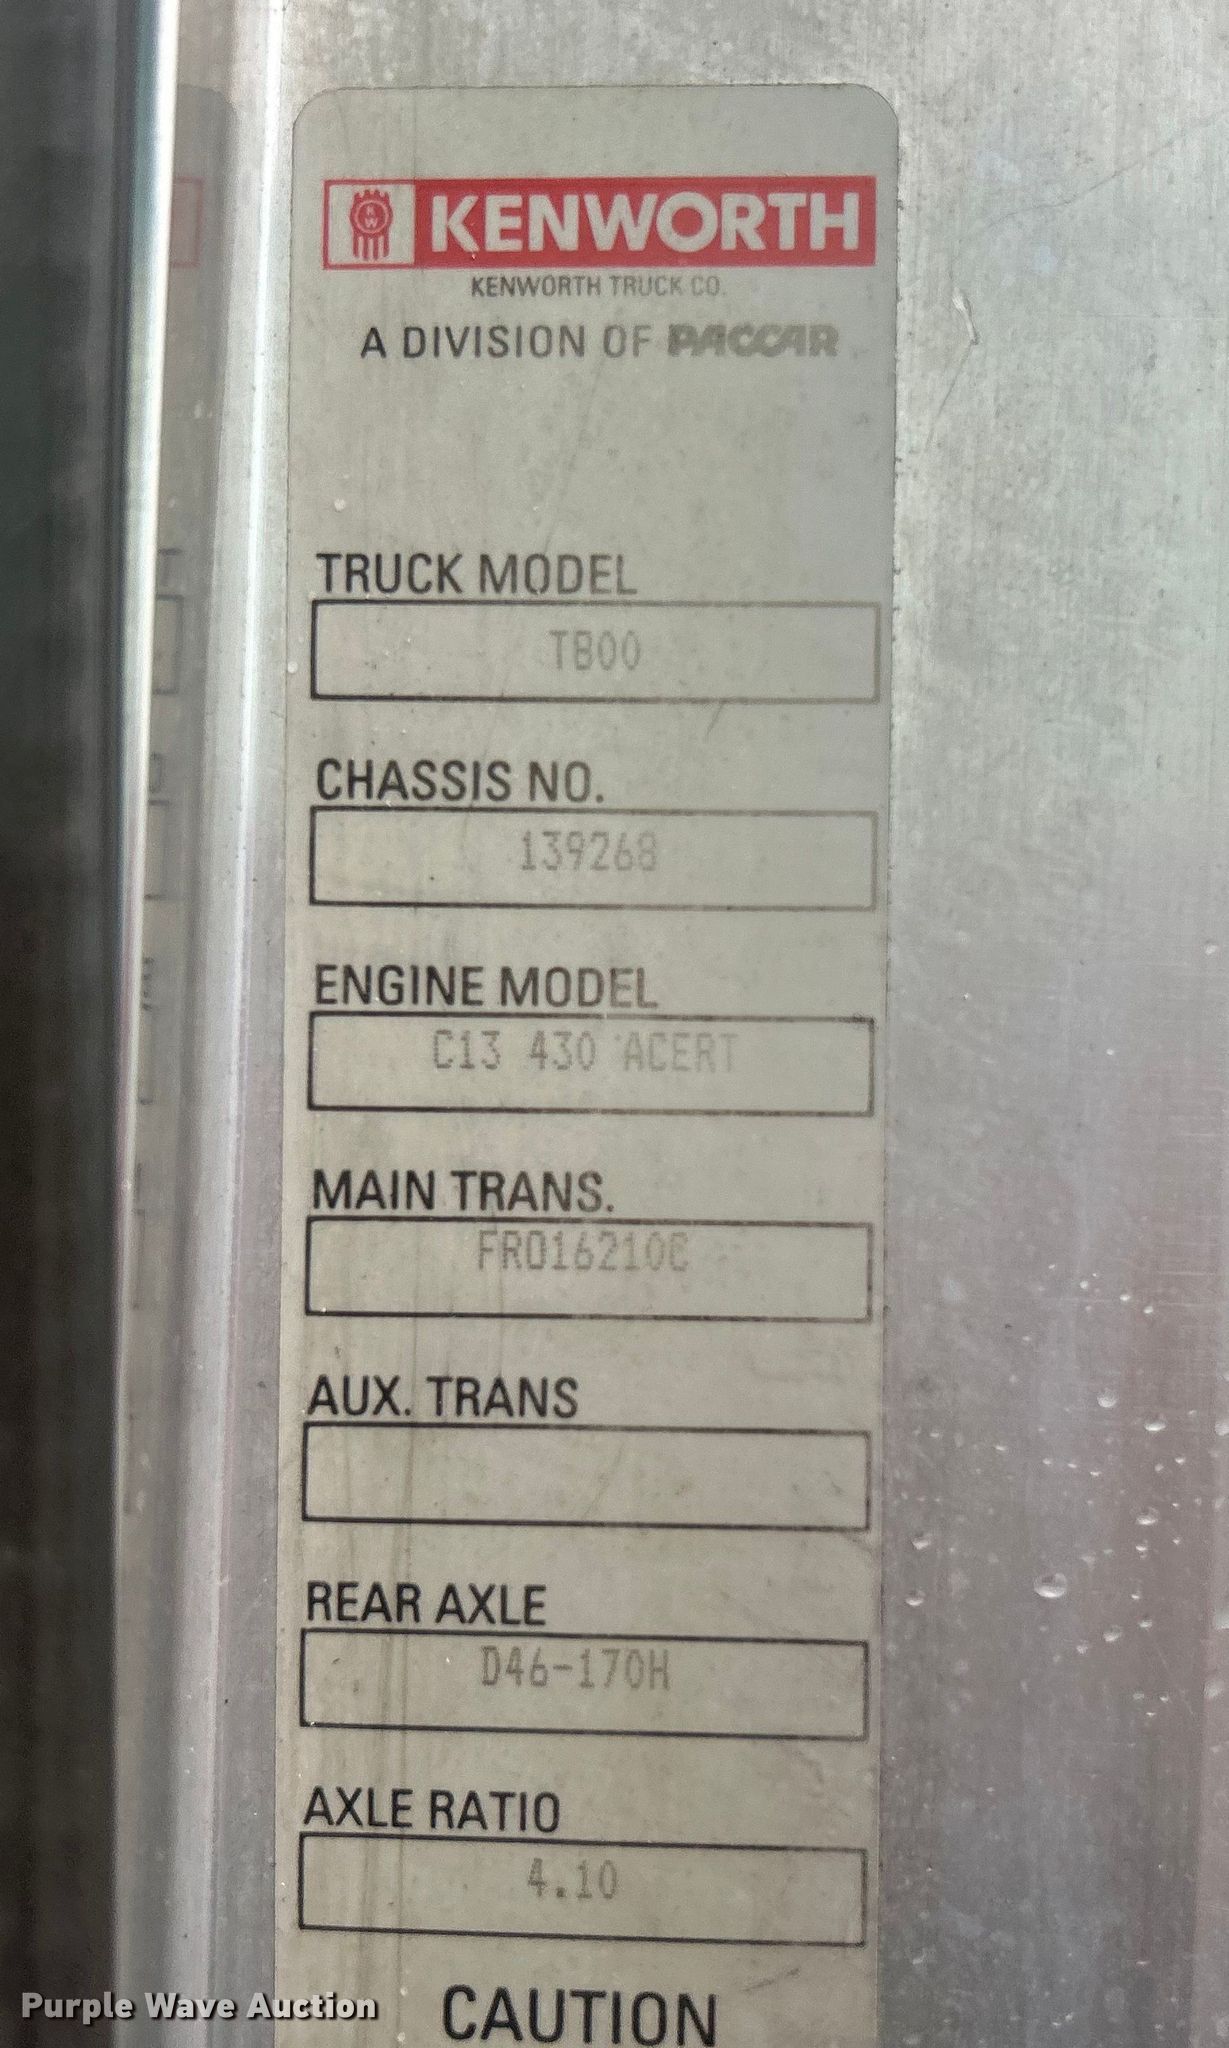 KW KENWORTH
KENWORTH TRUCK CO.
A DIVISION OF PACCAR
TRUCK MODEL
T800
CHASSIS NO.
139268
ENGINE MODEL
C13 430 ACERT
MAIN TRANS.
FRO16210C
AUX. TRANS
REAR AXLE
D46-170H
AXLE RATIO
4.10
CAUTION
Purple Wave Auction